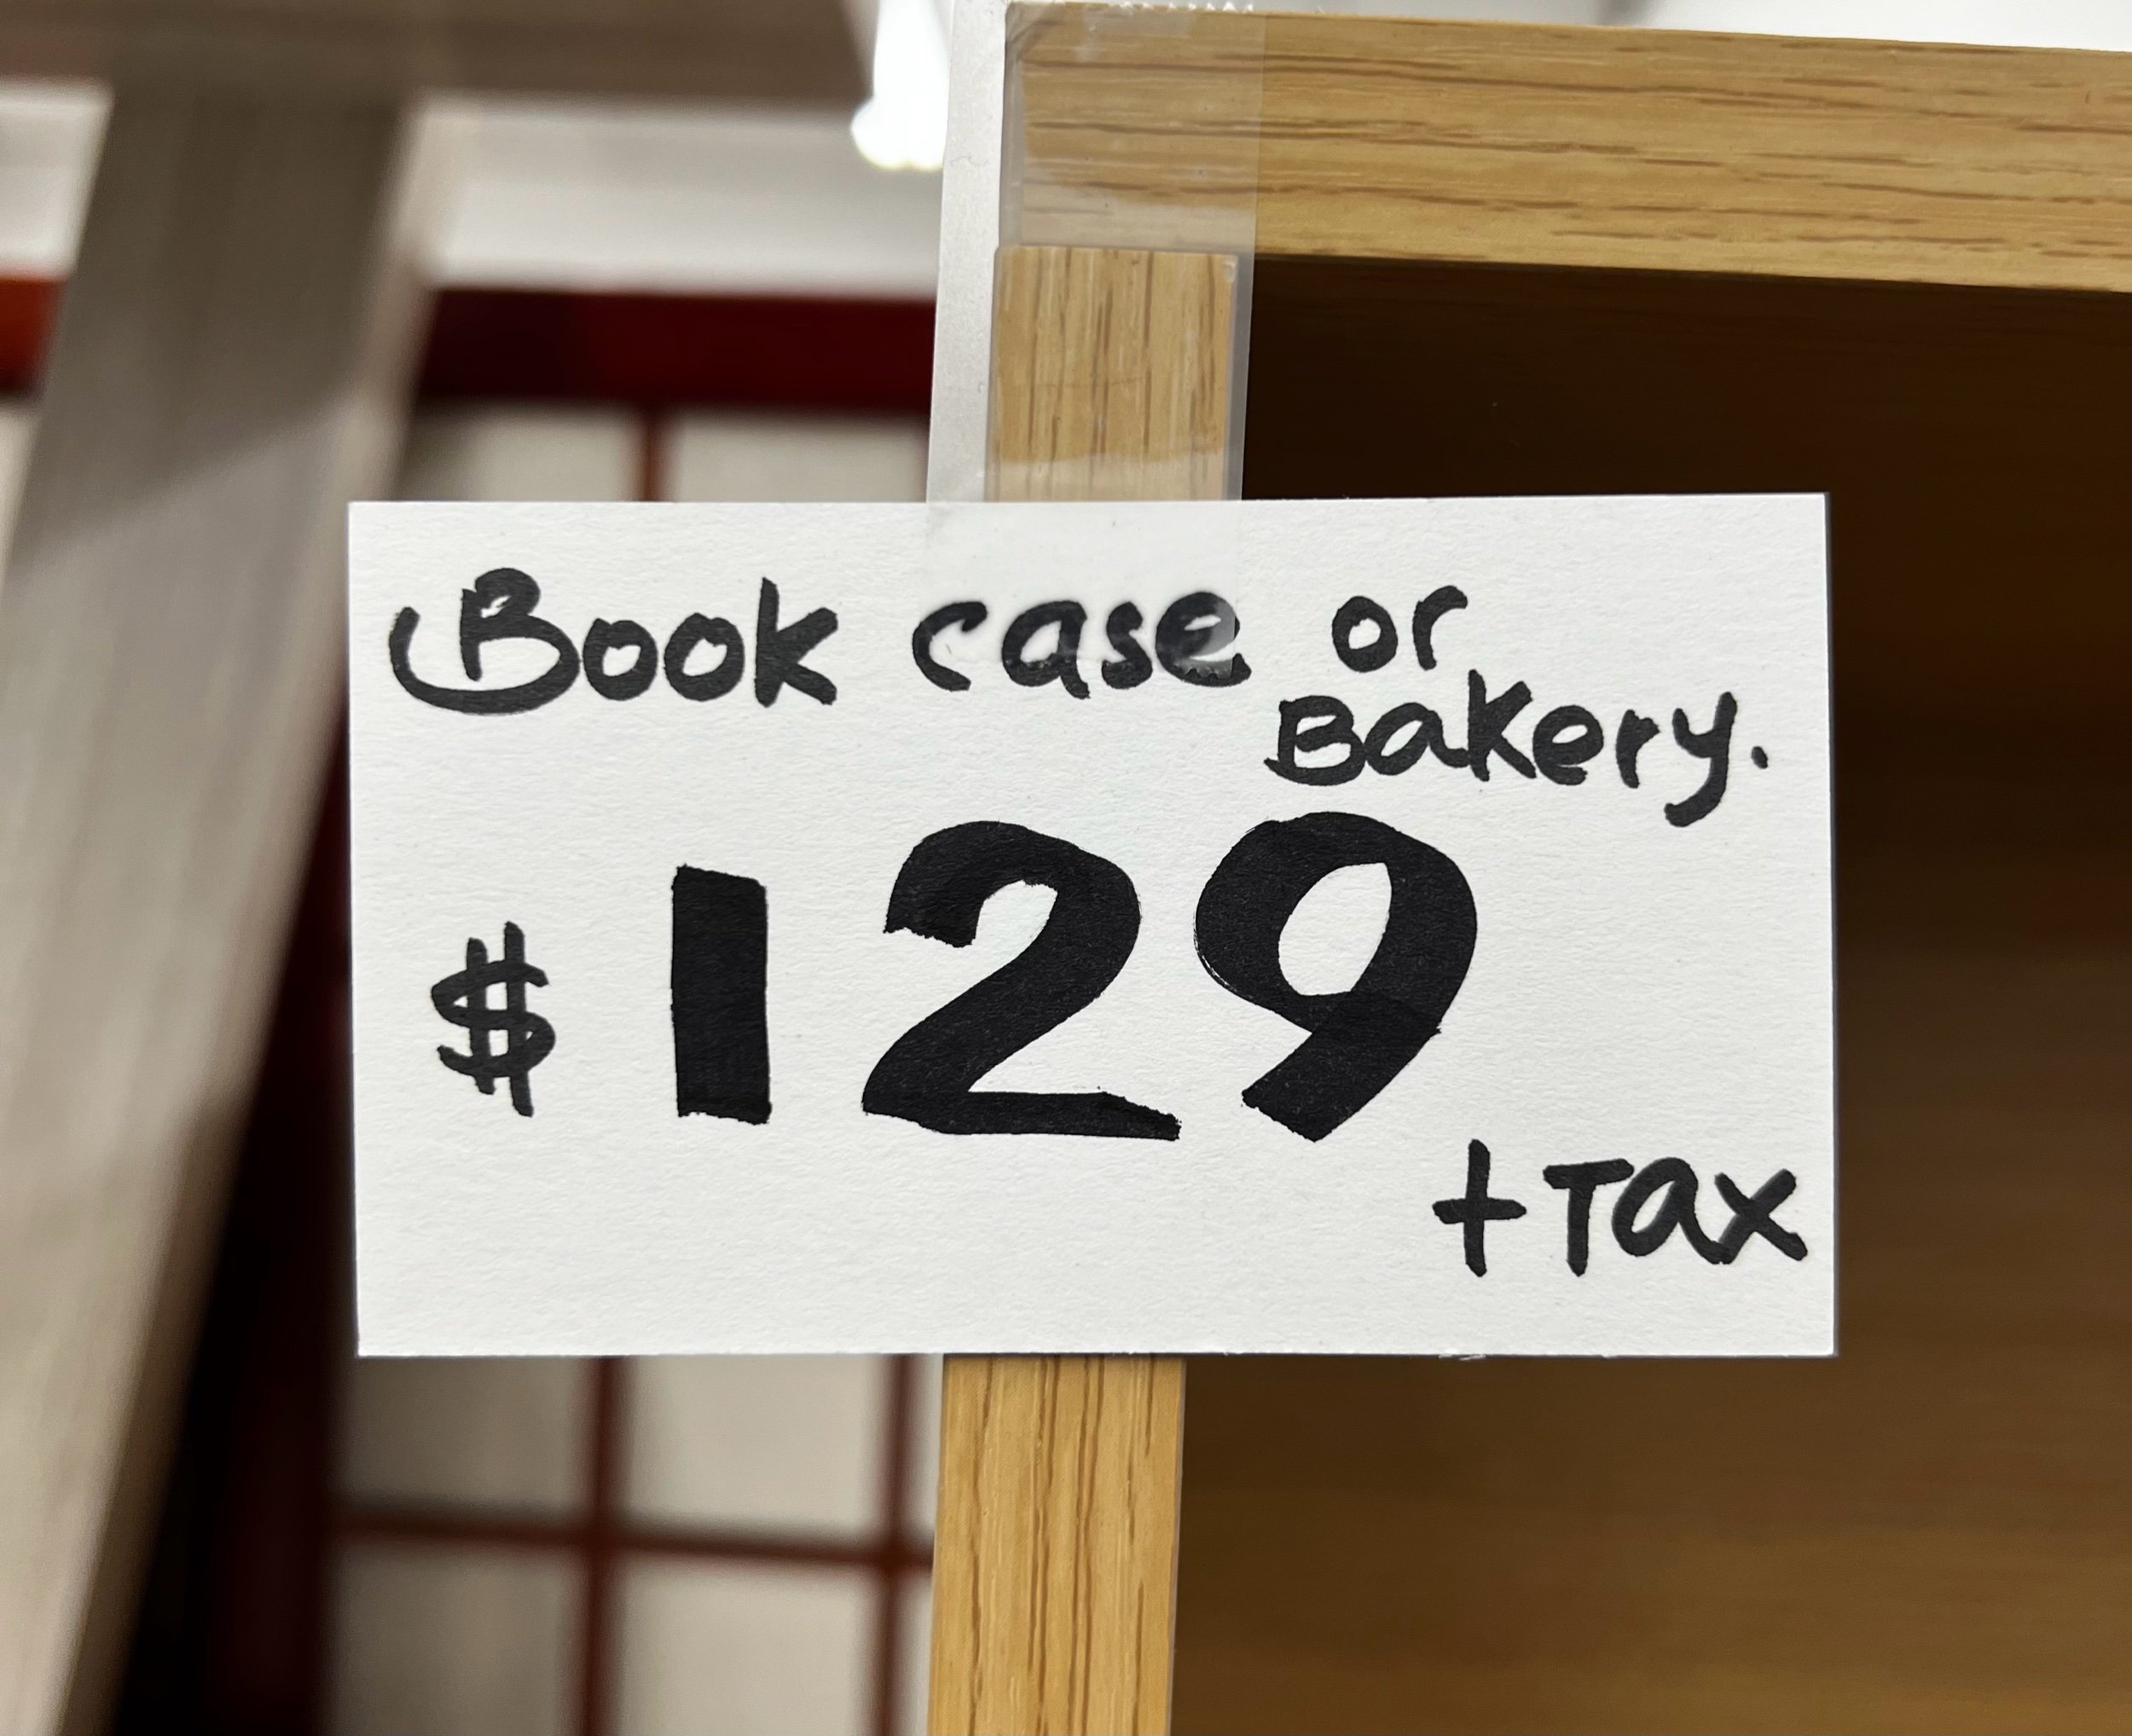 Book case or
Bakery.
$129
+Tax